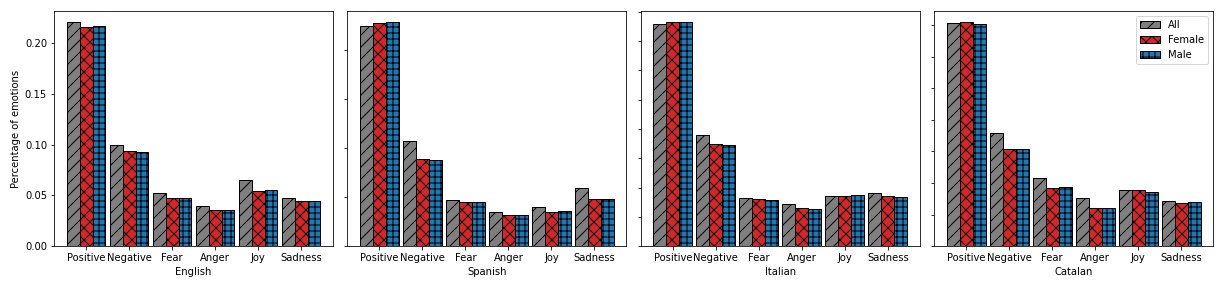 Percentage of emotions
0.20
0.15
0.10
0.05
0.00
Positive Negative Fear Anger Joy Sadness
English
Positive Negative Fear Anger Joy Sadness
Spanish
Positive Negative Fear Anger Joy Sadness
Italian
All
Female
Male
Positive Negative Fear Anger Joy Sadness
Catalan